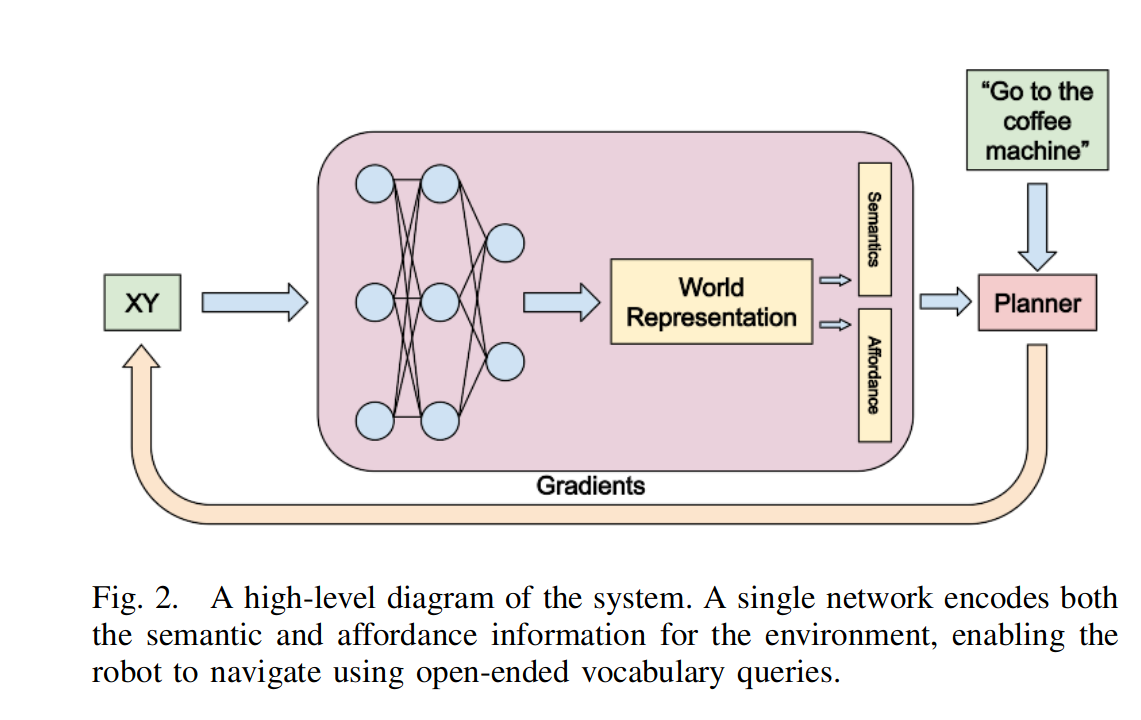 “Go to the
coffee
machine”
Semantics
World
Representation
XY
Planner
Affordance
Gradients
Fig. 2. A high-level diagram of the system. A single network encodes both
the semantic and affordance information for the environment, enabling the
robot to navigate using open-ended vocabulary queries.